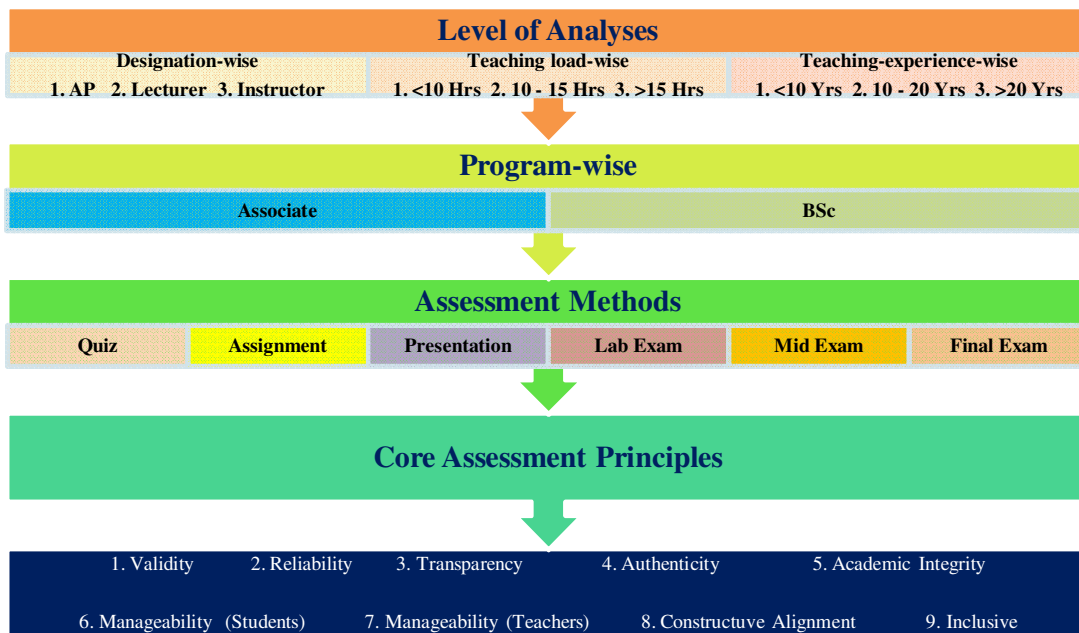 Level of Analyses
Designation-wise Teaching load-wise Teaching-experience-wise
1. AP 2. Lecturer 3. Instructor 1. <10 Hrs 2. 10 - 15 Hrs 3. >15 Hrs 1. <10 Yrs 2. 10 - 20 Yrs 3. >20 Yrs
Program-wise
Associate BSc
Assessment Methods
Quiz Assignment Presentation Lab Exam Mid Exam Final Exam
Core Assessment Principles
1. Validity 2. Reliability 3. Transparency 4. Authenticity 5. Academic Integrity
6. Manageability (Students) 7. Manageability (Teachers) 8. Constructuve Alignment 9. Inclusive